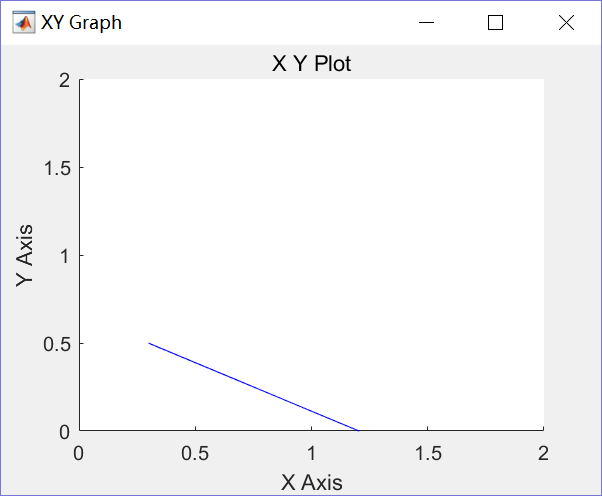 XY Graph
X Y Plot
2
1.5
1
0.5
0
Y Axis
0 0.5 1 1.5 2
X Axis